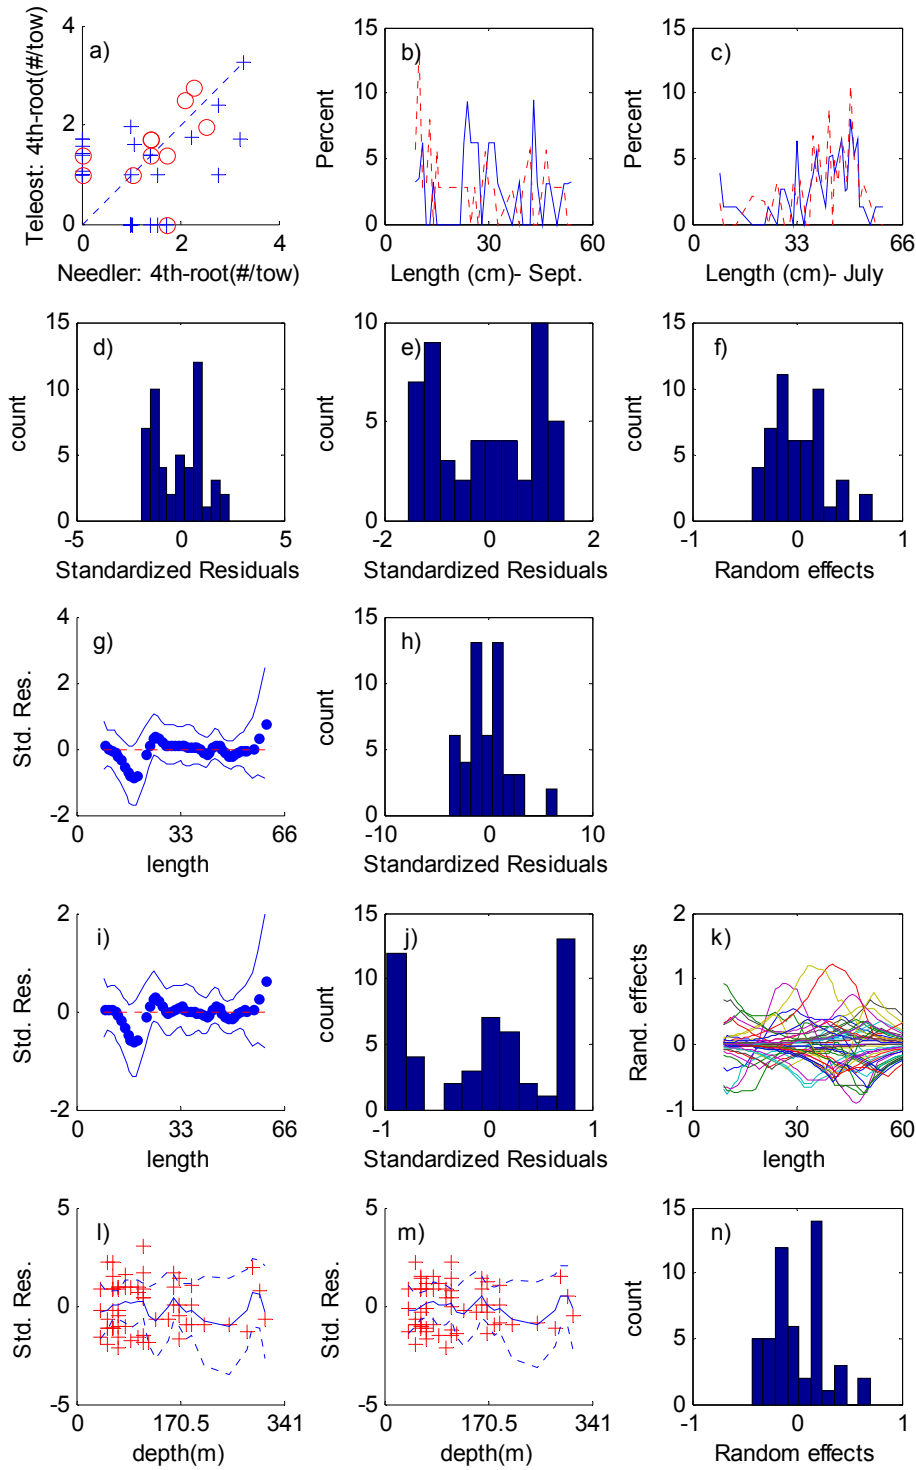 a)
4
2
0
0 2 4
Teleost: 4th-root(#/tow)
Needler: 4th-root(#/tow)
b)
15
10
5
0
0 30 60
Percent
Length (cm)- Sept.
c)
15
10
5
0
0 33 66
Percent
Length (cm)- July
d)
15
10
5
0
-5 0 5
count
Standardized Residuals
e)
10
5
0
-2 0 2
count
Standardized Residuals
f)
15
10
5
0
-1 0 1
count
Random effects
g)
4
2
0
-2
0 33 66
Std. Res.
length
h)
15
10
5
0
-10 0 10
count
Standardized Residuals
i)
2
0
-2
0 33 66
Std. Res.
length
j)
15
10
5
0
-1 0 1
count
Standardized Residuals
k)
2
1
0
-1
0 30 60
Rand. effects
length
l)
5
0
-5
0 170.5 341
Std. Res.
depth(m)
m)
5
0
-5
0 170.5 341
Std. Res.
depth(m)
n)
15
10
5
0
-1 0 1
count
Random effects